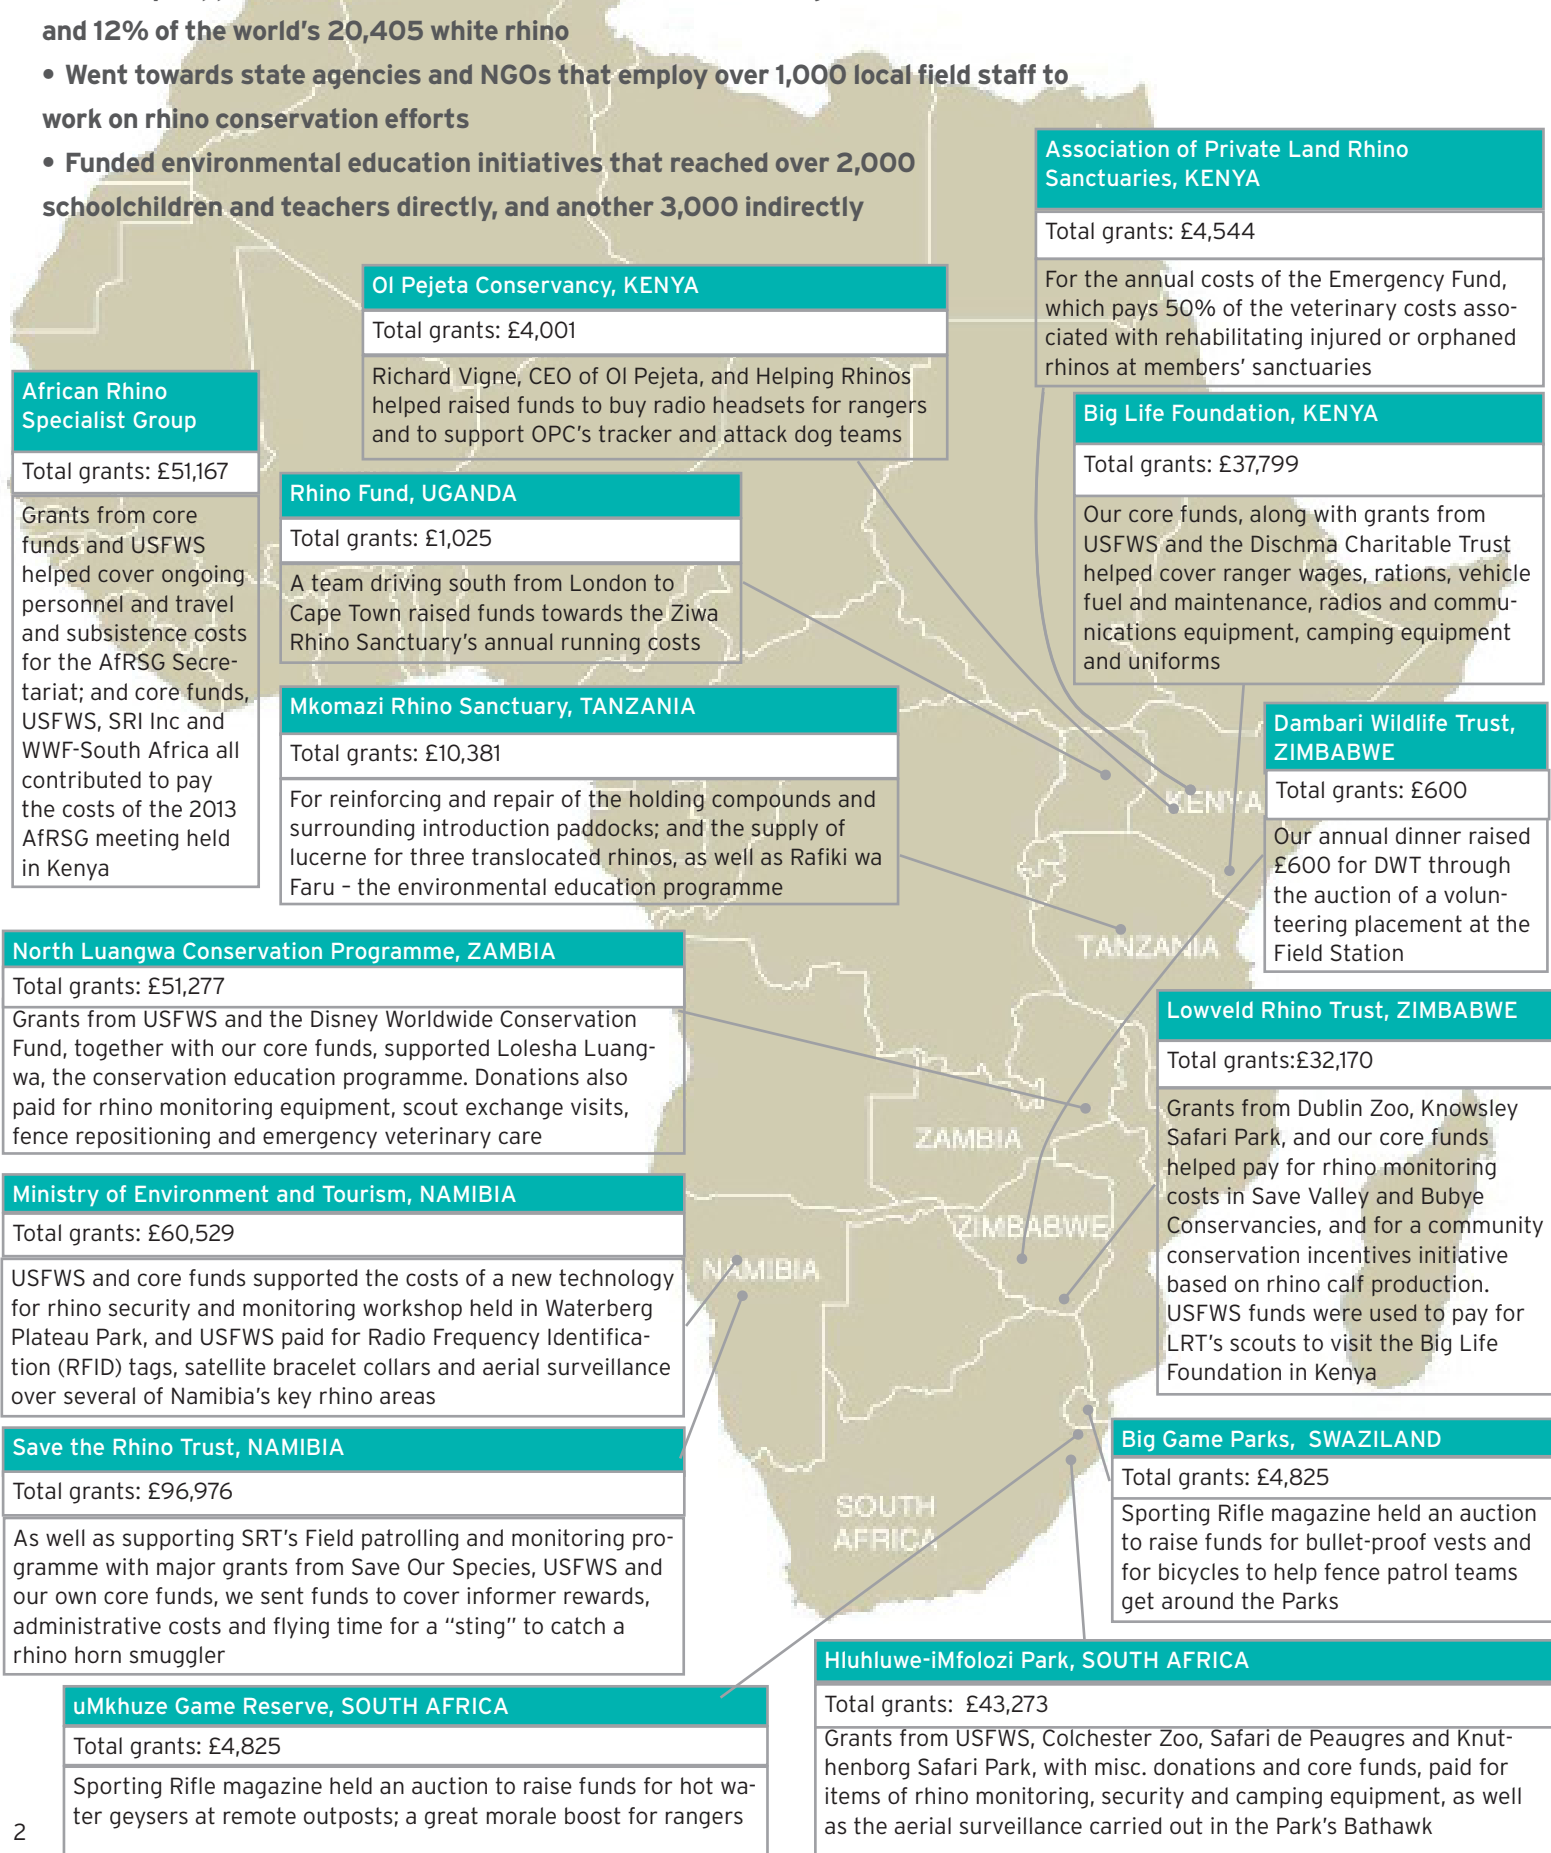 and 12% of the world's 20,405 white rhino
• Went towards state agencies and NGOs that employ over 1,000 local field staff to
work on rhino conservation efforts
• Funded environmental education initiatives that reached over 2,000
schoolchildren and teachers directly, and another 3,000 indirectly
Association of Private Land Rhino
Sanctuaries, KENYA
Total grants: £4,544
For the annual costs of the Emergency Fund,
which pays 50% of the veterinary costs asso-
ciated with rehabilitating injured or orphaned
rhinos at members' sanctuaries
Ol Pejeta Conservancy, KENYA
Total grants: £4,001
Richard Vigne, CEO of Ol Pejeta, and Helping Rhinos
helped raised funds to buy radio headsets for rangers
and to support OPC's tracker and attack dog teams
African Rhino
Specialist Group
Total grants: £51,167
Grants from core
funds and USFWS
helped cover ongoing
personnel and travel
and subsistence costs
for the AfRSG Secre-
tariat; and core funds,
USFWS, SRI Inc and
WWF-South Africa all
contributed to pay
the costs of the 2013
AfRSG meeting held
in Kenya
Big Life Foundation, KENYA
Total grants: £37,799
Our core funds, along with grants from
USFWS and the Dischma Charitable Trust
helped cover ranger wages, rations, vehicle
fuel and maintenance, radios and commu-
nications equipment, camping equipment
and uniforms
Rhino Fund, UGANDA
Total grants: £1,025
A team driving south from London to
Cape Town raised funds towards the Ziwa
Rhino Sanctuary's annual running costs
Mkomazi Rhino Sanctuary, TANZANIA
Total grants: £10,381
For reinforcing and repair of the holding compounds and
surrounding introduction paddocks; and the supply of
lucerne for three translocated rhinos, as well as Rafiki wa
Faru – the environmental education programme
Dambari Wildlife Trust,
ZIMBABWE
Total grants: £600
Our annual dinner raised
£600 for DWT through
the auction of a volun-
teering placement at the
Field Station
KENYA
TANZANIA
North Luangwa Conservation Programme, ZAMBIA
Total grants: £51,277
Grants from USFWS and the Disney Worldwide Conservation
Fund, together with our core funds, supported Lolesha Luang-
wa, the conservation education programme. Donations also
paid for rhino monitoring equipment, scout exchange visits,
fence repositioning and emergency veterinary care
Lowveld Rhino Trust, ZIMBABWE
Total grants:£32,170
Grants from Dublin Zoo, Knowsley
Safari Park, and our core funds
helped pay for rhino monitoring
costs in Save Valley and Bubye
Conservancies, and for a community
conservation incentives initiative
based on rhino calf production.
USFWS funds were used to pay for
LRT's scouts to visit the Big Life
Foundation in Kenya
ZAMBIA
ZIMBABWE
NAMIBIA
Ministry of Environment and Tourism, NAMIBIA
Total grants: £60,529
USFWS and core funds supported the costs of a new technology
for rhino security and monitoring workshop held in Waterberg
Plateau Park, and USFWS paid for Radio Frequency Identifica-
tion (RFID) tags, satellite bracelet collars and aerial surveillance
over several of Namibia's key rhino areas
Save the Rhino Trust, NAMIBIA
Total grants: £96,976
As well as supporting SRT's Field patrolling and monitoring pro-
gramme with major grants from Save Our Species, USFWS and
our own core funds, we sent funds to cover informer rewards,
administrative costs and flying time for a "sting" to catch a
rhino horn smuggler
Big Game Parks, SWAZILAND
Total grants: £4,825
Sporting Rifle magazine held an auction
to raise funds for bullet-proof vests and
for bicycles to help fence patrol teams
get around the Parks
SOUTH
AFRICA
Hluhluwe-iMfolozi Park, SOUTH AFRICA
Total grants: £43,273
Grants from USFWS, Colchester Zoo, Safari de Peaugres and Knut-
henborg Safari Park, with misc. donations and core funds, paid for
items of rhino monitoring, security and camping equipment, as well
as the aerial surveillance carried out in the Park's Bathawk
uMkhuze Game Reserve, SOUTH AFRICA
Total grants: £4,825
Sporting Rifle magazine held an auction to raise funds for hot wa-
ter geysers at remote outposts; a great morale boost for rangers
2